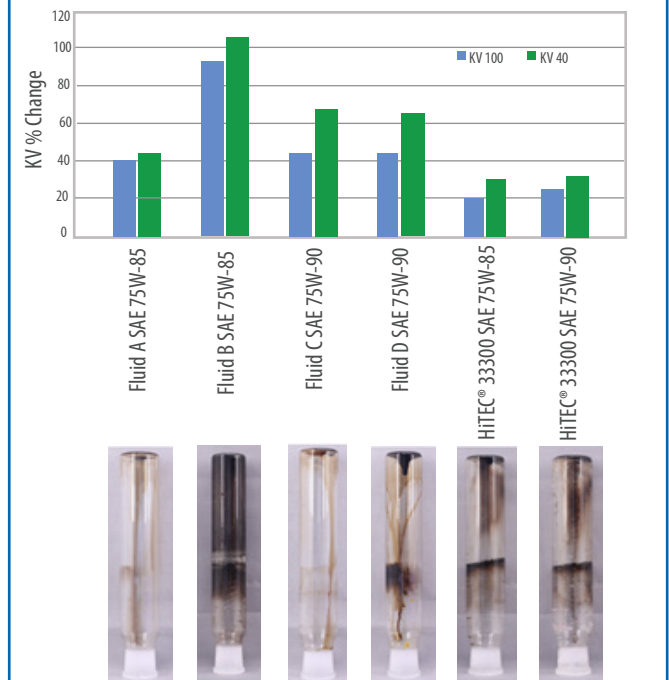 120
100
80
60
40
20
0
KV % Change
KV 100
KV 40
Fluid A SAE 75W-85
Fluid B SAE 75W-85
Fluid C SAE 75W-90
Fluid D SAE 75W-90
HiTEC® 33300 SAE 75W-85
HiTEC® 33300 SAE 75W-90